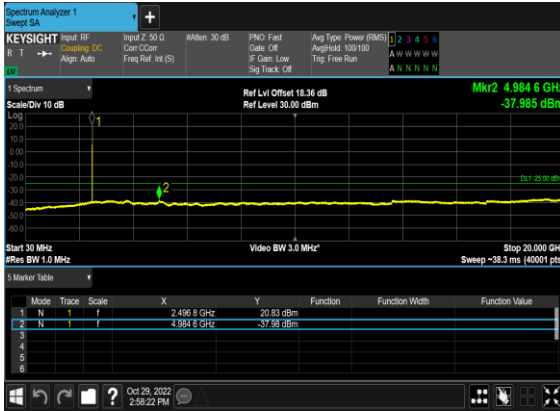 Spectrum Analyzer 1
Swept SA
+
KEYSIGHT Input: RF Input Z: 50 Ω #Atten: 30 dB PNO: Fast Avg Type: Power (RMS) 1 2 3 4 5 6
R T Coupling: DC Corr CCorr Gate: Off Avg|Hold: 100/100 A W W W W W
Align: Auto Freq Ref: Int (S) IF Gain: Low Trig: Free Run
Sig Track: Off A N N N N N
1 Spectrum Ref Lvl Offset 18.36 dB Mkr2 4.984 6 GHz
Scale/Div 10 dB Ref Level 30.00 dBm -37.985 dBm
Log
1
20.0
10.0
0.00
-10.0
-20.0 DL1 25.00 dBm
-30.0
2
-40.0
-50.0
-60.0
Start 30 MHz Video BW 3.0 MHz* Stop 20.000 GH
#Res BW 1.0 MHz Sweep ~38.3 ms (40001 pts
5 Marker Table
Mode Trace Scale X Y Function Function Width Function Value
1 N 1 f 2.496 8 GHz 20.83 dBm
2 N 1 f 4.984 6 GHz -37.98 dBm
3
4
5
6
? Oct 29, 2022
2:58:22 PM